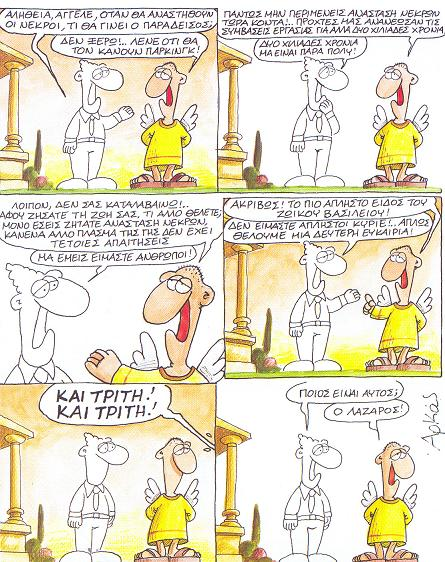 ΑΛΗΘΕΙΑ, ΑΓΓΕΛΕ, ΟΤΑΝ ΘΑ ΑΝΑΣΤΗΘΟΥΝ
ΟΙ ΝΕΚΡΟΙ, ΤΙ ΘΑ ΓΙΝΕΙ Ο ΠΑΡΑΔΕΙΣΟΣ;
ΔΕΝ ΞΕΡΩ!.. ΛΕΝΕ ΟΤΙ ΘΑ
ΤΟΝ ΚΑΝΟΥΝ ΠΑΡΚΙΝΓΚ!
ΠΑΝΤΩΣ ΜΗΝ ΠΕΡΙΜΕΝΕΙΣ ΑΝΑΣΤΑΣΗ ΝΕΚΡΩΝ
ΤΩΡΑ ΚΟΝΤΑ!.. ΠΡΟΧΤΕΣ ΜΑΣ ΑΝΑΝΕΩΣΑΝ ΤΙΣ
ΣΥΜΒΑΣΕΙΣ ΕΡΓΑΣΙΑΣ ΓΙΑ ΑΛΛΑ ΔΥΟ ΧΙΛΙΑΔΕΣ ΧΡΟΝΙΑ
ΔΥΟ ΧΙΛΙΑΔΕΣ ΧΡΟΝΙΑ
ΜΑ ΕΙΝΑΙ ΠΑΡΑ ΠΟΛΥ!
ΛΟΙΠΟΝ, ΔΕΝ ΣΑΣ ΚΑΤΑΛΑΒΑΙΝΩ!..
ΑΦΟΥ ΖΗΣΑΤΕ ΤΗ ΖΩΗ ΣΑΣ, ΤΙ ΑΛΛΟ ΘΕΛΕΤΕ;
ΜΟΝΟ ΕΣΕΙΣ ΖΗΤΑΤΕ ΑΝΑΣΤΑΣΗ ΝΕΚΡΩΝ,
ΚΑΝΕΝΑ ΑΛΛΟ ΠΛΑΣΜΑ ΤΗΣ ΓΗΣ ΔΕΝ ΕΧΕΙ
ΤΕΤΟΙΕΣ ΑΠΑΙΤΗΣΕΙΣ
ΜΑ ΕΜΕΙΣ ΕΙΜΑΣΤΕ ΑΝΘΡΩΠΟΙ!
ΑΚΡΙΒΩΣ! ΤΟ ΠΙΟ ΑΠΛΗΣΤΟ ΕΙΔΟΣ ΤΟΥ
ΖΩΙΚΟΥ ΒΑΣΙΛΕΙΟΥ!
ΔΕΝ ΕΙΜΑΣΤΕ ΑΠΛΗΣΤΟΙ ΚΥΡΙΕ!.. ΑΠΛΩΣ
ΘΕΛΟΥΜΕ ΜΙΑ ΔΕΥΤΕΡΗ ΕΥΚΑΙΡΙΑ!
ΚΑΙ ΤΡΙΤΗ!
ΚΑΙ ΤΡΙΤΗ!
ΠΟΙΟΣ ΕΙΝΑΙ ΑΥΤΟΣ;
Ο ΛΑΖΑΡΟΣ!
Αρκάς